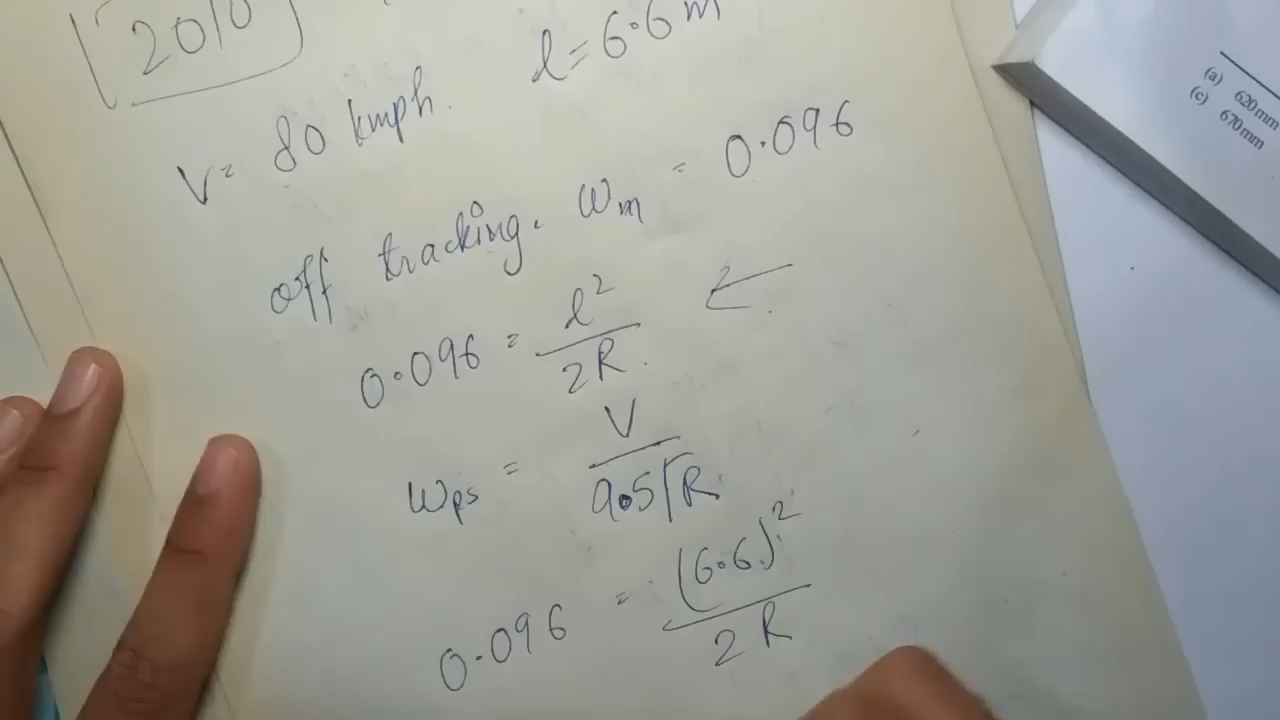 2010
l = 6.6 m
V = 80 kmph.
off tracking. Wm = 0.096
0.096 = l² / 2R.
Wps = V / 9.5√R
0.096 = (6.6)² / 2R
(a) 620 mm
(c) 670 mm